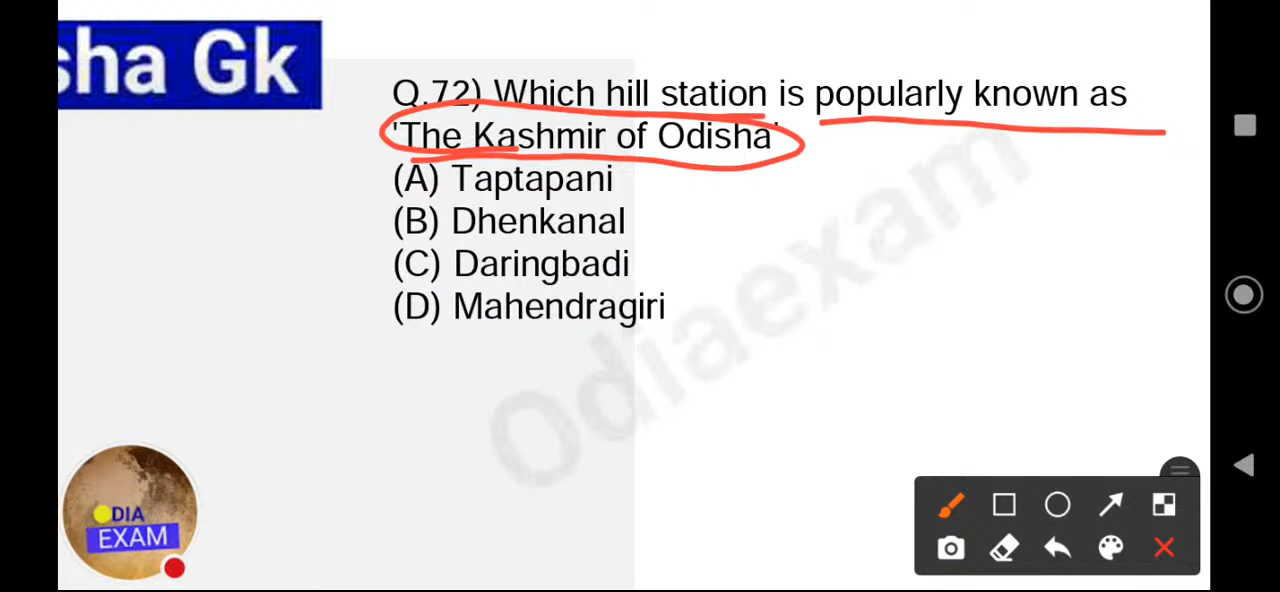 sha Gk
Q.72) Which hill station is popularly known as
'The Kashmir of Odisha'
(A) Taptapani
(B) Dhenkanal
(C) Daringbadi
(D) Mahendragiri
Odiaexam
DIA
EXAM